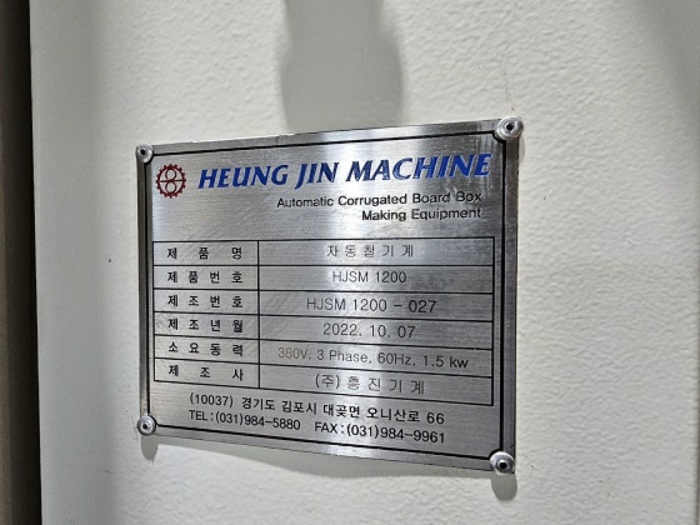 HEUNG JIN MACHINE
Automatic Corrugated Board Box
Making Equipment
제 품 명 자동철기계
제품번호 HJSM 1200
제조번호 HJSM 1200 - 027
제조년월 2022. 10. 07
소요동력 380V, 3 Phase, 60Hz, 1.5 kw
제 조 사 (주) 흥진기계
(10037) 경기도 김포시 대곶면 오니산로 66
TEL:(031)984-5880 FAX:(031)984-9961